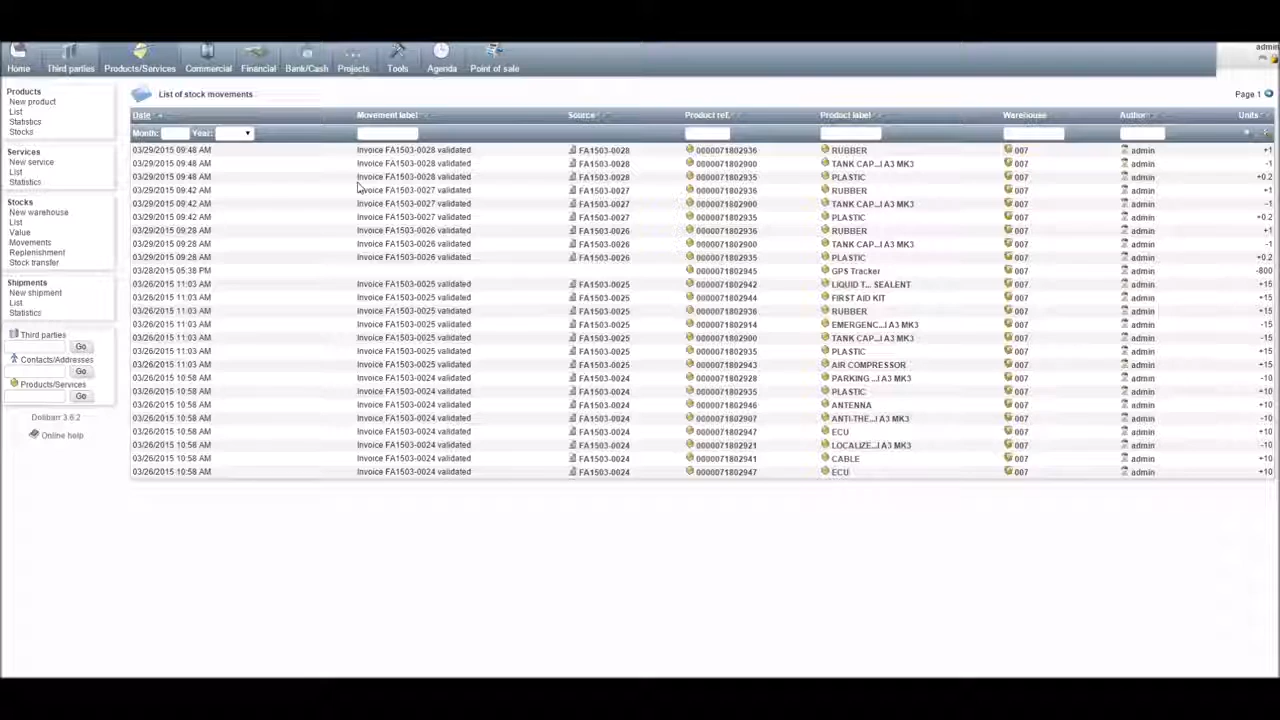 admin
Home Third parties Products/Services Commercial Financial Bank/Cash Projects Tools Agenda Point of sale
Products
New product
List
Statistics
Stocks
Services
New service
List
Statistics
Stocks
New warehouse
List
Value
Movements
Replenishment
Stock transfer
Shipments
New shipment
List
Statistics
Third parties
Go
Contacts/Addresses
Go
Products/Services
Go
Dolibarr 3.6.2
Online help
List of stock movements Page 1
Date Movement label Source Product ref. Product label Warehouse Author Units
Month: Year:
03/29/2015 09:48 AM Invoice FA1503-0028 validated FA1503-0028 0000071802936 RUBBER 007 admin +1
03/29/2015 09:48 AM Invoice FA1503-0028 validated FA1503-0028 0000071802900 TANK CAP...I A3 MK3 007 admin -1
03/29/2015 09:48 AM Invoice FA1503-0028 validated FA1503-0028 0000071802935 PLASTIC 007 admin +0.2
03/29/2015 09:42 AM Invoice FA1503-0027 validated FA1503-0027 0000071802936 RUBBER 007 admin +1
03/29/2015 09:42 AM Invoice FA1503-0027 validated FA1503-0027 0000071802900 TANK CAP...I A3 MK3 007 admin -1
03/29/2015 09:42 AM Invoice FA1503-0027 validated FA1503-0027 0000071802935 PLASTIC 007 admin +0.2
03/29/2015 09:28 AM Invoice FA1503-0026 validated FA1503-0026 0000071802936 RUBBER 007 admin +1
03/29/2015 09:28 AM Invoice FA1503-0026 validated FA1503-0026 0000071802900 TANK CAP...I A3 MK3 007 admin -1
03/29/2015 09:28 AM Invoice FA1503-0026 validated FA1503-0026 0000071802935 PLASTIC 007 admin +0.2
03/28/2015 05:38 PM 0000071802945 GPS Tracker 007 admin -800
03/26/2015 11:03 AM Invoice FA1503-0025 validated FA1503-0025 0000071802942 LIQUID T... SEALENT 007 admin +15
03/26/2015 11:03 AM Invoice FA1503-0025 validated FA1503-0025 0000071802944 FIRST AID KIT 007 admin +15
03/26/2015 11:03 AM Invoice FA1503-0025 validated FA1503-0025 0000071802936 RUBBER 007 admin +15
03/26/2015 11:03 AM Invoice FA1503-0025 validated FA1503-0025 0000071802914 EMERGENC...I A3 MK3 007 admin -15
03/26/2015 11:03 AM Invoice FA1503-0025 validated FA1503-0025 0000071802900 TANK CAP...I A3 MK3 007 admin -15
03/26/2015 11:03 AM Invoice FA1503-0025 validated FA1503-0025 0000071802935 PLASTIC 007 admin +15
03/26/2015 11:03 AM Invoice FA1503-0025 validated FA1503-0025 0000071802943 AIR COMPRESSOR 007 admin +15
03/26/2015 10:58 AM Invoice FA1503-0024 validated FA1503-0024 0000071802928 PARKING ...I A3 MK3 007 admin -10
03/26/2015 10:58 AM Invoice FA1503-0024 validated FA1503-0024 0000071802935 PLASTIC 007 admin +10
03/26/2015 10:58 AM Invoice FA1503-0024 validated FA1503-0024 0000071802946 ANTENNA 007 admin +10
03/26/2015 10:58 AM Invoice FA1503-0024 validated FA1503-0024 0000071802907 ANTI-THE...I A3 MK3 007 admin -10
03/26/2015 10:58 AM Invoice FA1503-0024 validated FA1503-0024 0000071802947 ECU 007 admin +10
03/26/2015 10:58 AM Invoice FA1503-0024 validated FA1503-0024 0000071802921 LOCALIZE...I A3 MK3 007 admin -10
03/26/2015 10:58 AM Invoice FA1503-0024 validated FA1503-0024 0000071802941 CABLE 007 admin +10
03/26/2015 10:58 AM Invoice FA1503-0024 validated FA1503-0024 0000071802947 ECU 007 admin +10